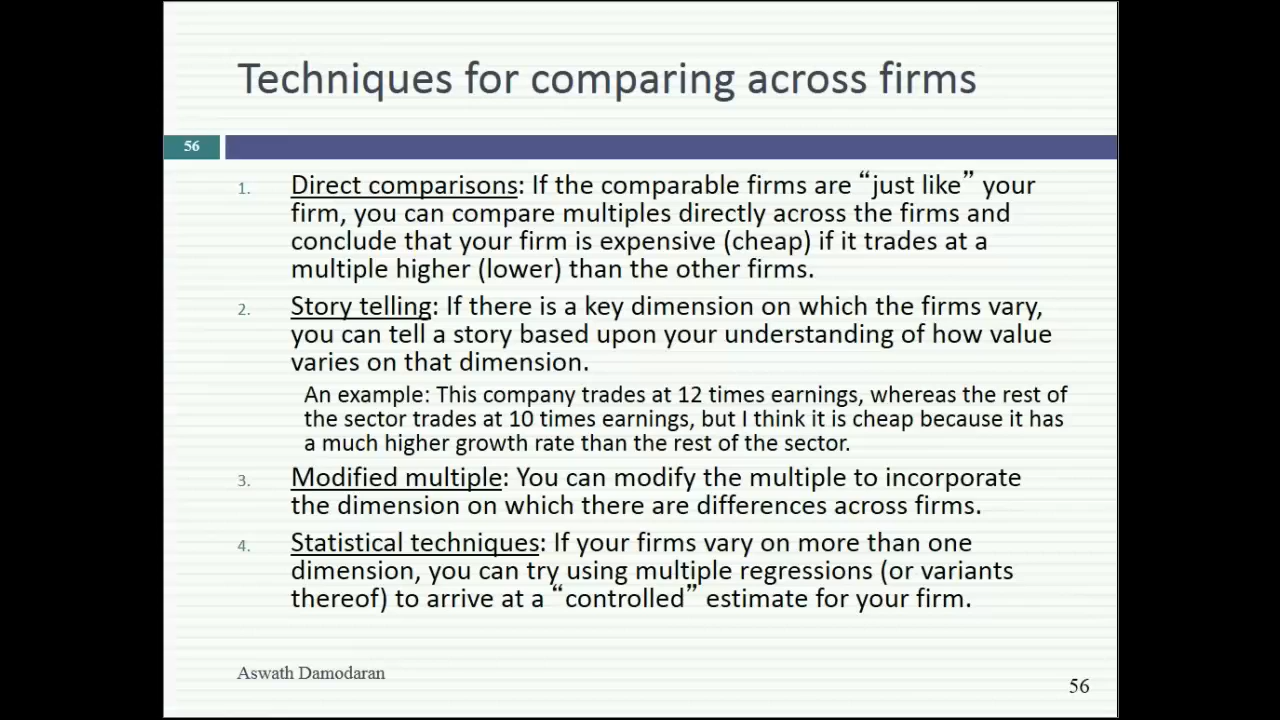 Techniques for comparing across firms
56
1. Direct comparisons: If the comparable firms are “just like” your
firm, you can compare multiples directly across the firms and
conclude that your firm is expensive (cheap) if it trades at a
multiple higher (lower) than the other firms.
2. Story telling: If there is a key dimension on which the firms vary,
you can tell a story based upon your understanding of how value
varies on that dimension.
An example: This company trades at 12 times earnings, whereas the rest of
the sector trades at 10 times earnings, but I think it is cheap because it has
a much higher growth rate than the rest of the sector.
3. Modified multiple: You can modify the multiple to incorporate
the dimension on which there are differences across firms.
4. Statistical techniques: If your firms vary on more than one
dimension, you can try using multiple regressions (or variants
thereof) to arrive at a “controlled” estimate for your firm.
Aswath Damodaran
56